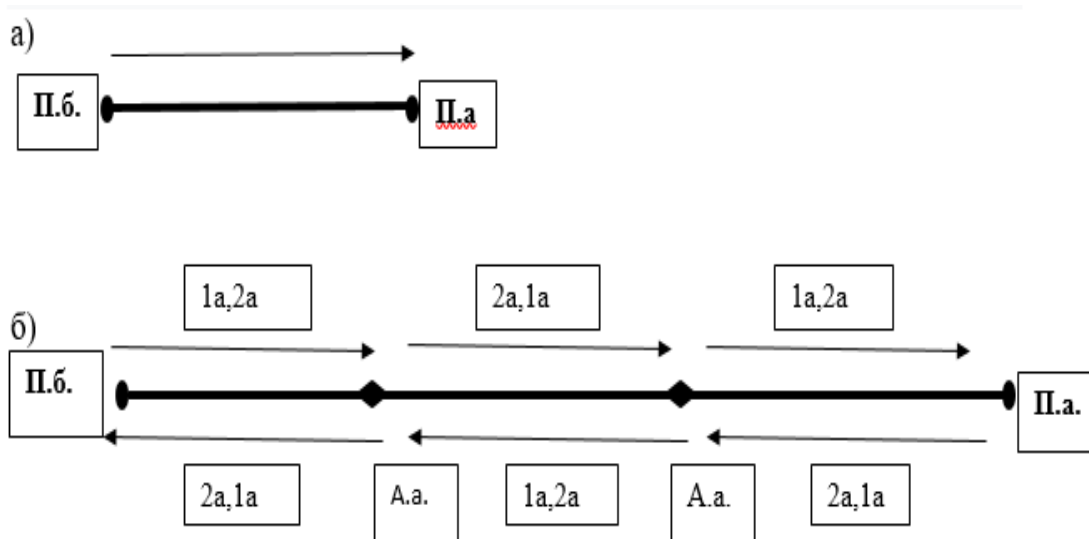 а)
П.б.
П.а
1а,2а
2а,1а
1а,2а
б)
П.б.
П.а.
2а,1а
А.а.
1а,2а
А.а.
2а,1а